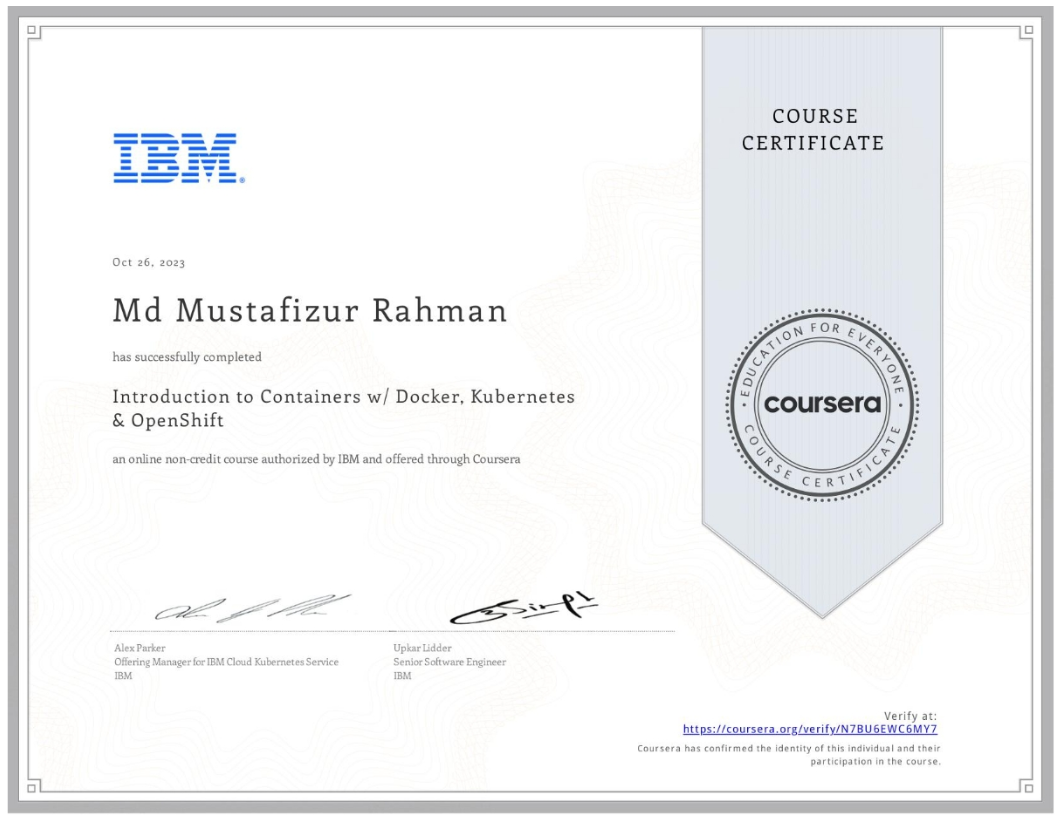 COURSE
CERTIFICATE
IBM®
Oct 26, 2023
Md Mustafizur Rahman
has successfully completed
Introduction to Containers w/ Docker, Kubernetes
& OpenShift
an online non-credit course authorized by IBM and offered through Coursera
EDUCATION FOR EVERYONE
coursera
COURSE CERTIFICATE
Alex Parker
Offering Manager for IBM Cloud Kubernetes Service
IBM
Upkar Lidder
Senior Software Engineer
IBM
Verify at:
https://coursera.org/verify/N7BU6EWC6MY7
Coursera has confirmed the identity of this individual and their
participation in the course.